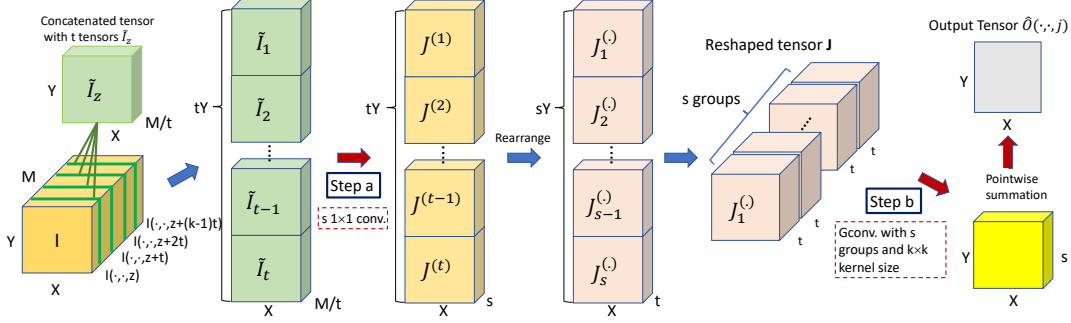 Concatenated tensor
with t tensors Ĩ_z
Ĩ_z
Y
X
M/t
M
I
Y
X
I(·,·,z)
I(·,·,z+t)
I(·,·,z+2t)
I(·,·,z+(k-1)t)
Ĩ_1
Ĩ_2
Ĩ_{t−1}
Ĩ_t
tY
X
M/t
Step a
s 1×1 conv.
J^{(1)}
J^{(2)}
J^{(t−1)}
J^{(t)}
tY
X
s
Rearrange
J_1^{(.)}
J_2^{(.)}
J_{s−1}^{(.)}
J_s^{(.)}
sY
X
t
Reshaped tensor J
s groups
J_1^{(.)}
t
t
t
t
Step b
Gconv. with s
groups and k×k
kernel size
Output Tensor Ô(·,·,j)
Y
X
Pointwise
summation
Y
X
s